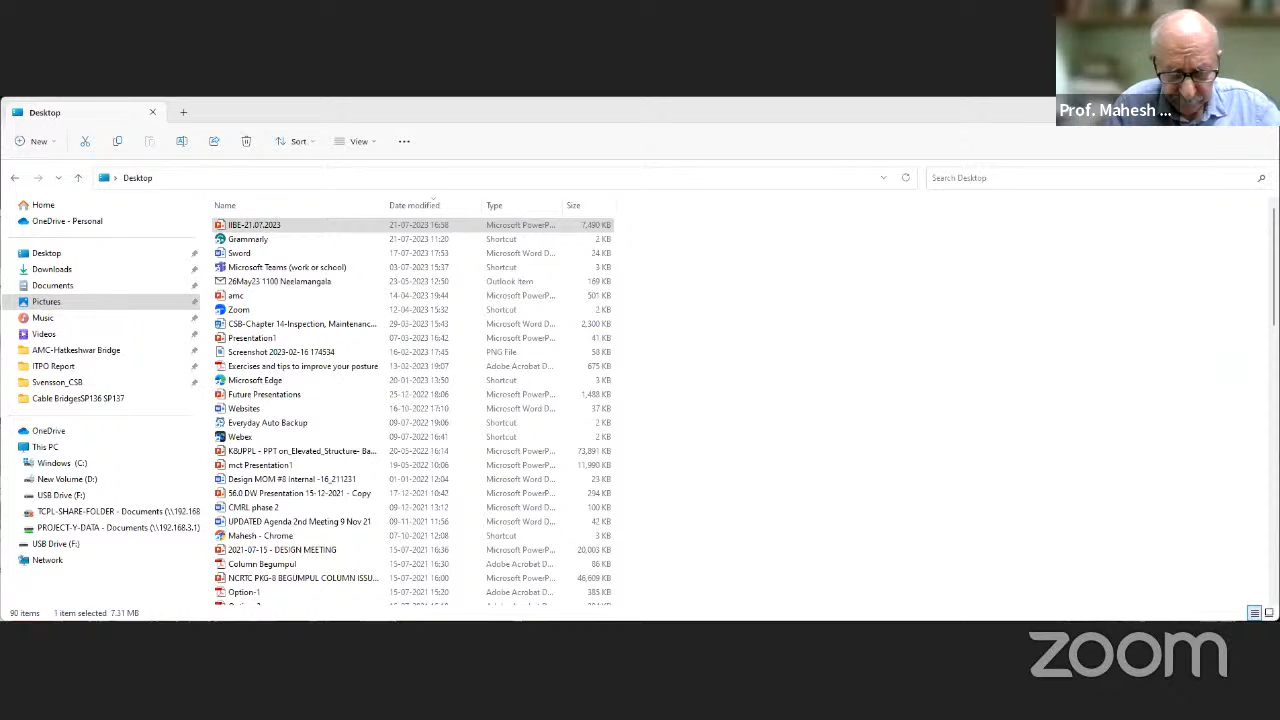 Prof. Mahesh ...
Desktop
New
Sort
View
Desktop
Search Desktop
Home
OneDrive - Personal
Desktop
Downloads
Documents
Pictures
Music
Videos
AMC-Hatkeshwar Bridge
ITPO Report
Svensson_CSB
Cable BridgesSP136 SP137
OneDrive
This PC
Windows (C:)
New Volume (D:)
USB Drive (F:)
TCPL-SHARE-FOLDER - Documents (\\192.168
PROJECT-Y-DATA - Documents (\\192.168.3.1)
USB Drive (F:)
Network
Name Date modified Type Size
IIBE-21.07.2023 21-07-2023 16:58 Microsoft PowerP... 7,490 KB
Grammarly 21-07-2023 11:20 Shortcut 2 KB
Sword 17-07-2023 17:53 Microsoft Word D... 24 KB
Microsoft Teams (work or school) 03-07-2023 15:37 Shortcut 3 KB
26May23 1100 Neelamangala 23-05-2023 12:50 Outlook Item 169 KB
amc 14-04-2023 19:44 Microsoft PowerP... 501 KB
Zoom 12-04-2023 15:32 Shortcut 2 KB
CSB-Chapter 14-Inspection, Maintenanc... 29-03-2023 15:43 Microsoft Word D... 2,300 KB
Presentation1 07-03-2023 16:42 Microsoft PowerP... 41 KB
Screenshot 2023-02-16 174534 16-02-2023 17:45 PNG File 58 KB
Exercises and tips to improve your posture 13-02-2023 19:07 Adobe Acrobat D... 675 KB
Microsoft Edge 20-01-2023 13:50 Shortcut 3 KB
Future Presentations 25-12-2022 18:06 Microsoft PowerP... 1,488 KB
Websites 16-10-2022 17:10 Microsoft Word D... 37 KB
Everyday Auto Backup 09-07-2022 19:06 Shortcut 2 KB
Webex 09-07-2022 16:41 Shortcut 2 KB
K8UPPL - PPT on_Elevated_Structure- Ba... 20-05-2022 16:14 Microsoft PowerP... 73,891 KB
mct Presentation1 19-05-2022 10:06 Microsoft PowerP... 11,990 KB
Design MOM #8 Internal -16_211231 01-01-2022 12:04 Microsoft Word D... 23 KB
56.0 DW Presentation 15-12-2021 - Copy 17-12-2021 10:42 Microsoft PowerP... 294 KB
CMRL phase 2 09-12-2021 13:12 Microsoft Word D... 100 KB
UPDATED Agenda 2nd Meeting 9 Nov 21 09-11-2021 11:56 Microsoft Word D... 42 KB
Mahesh - Chrome 07-10-2021 12:08 Shortcut 3 KB
2021-07-15 - DESIGN MEETING 15-07-2021 16:36 Microsoft PowerP... 20,003 KB
Column Begumpul 15-07-2021 16:30 Adobe Acrobat D... 86 KB
NCRTC PKG-8 BEGUMPUL COLUMN ISSU... 15-07-2021 16:00 Microsoft PowerP... 46,609 KB
Option-1 15-07-2021 15:20 Adobe Acrobat D... 385 KB
90 items 1 item selected 7.31 MB
zoom